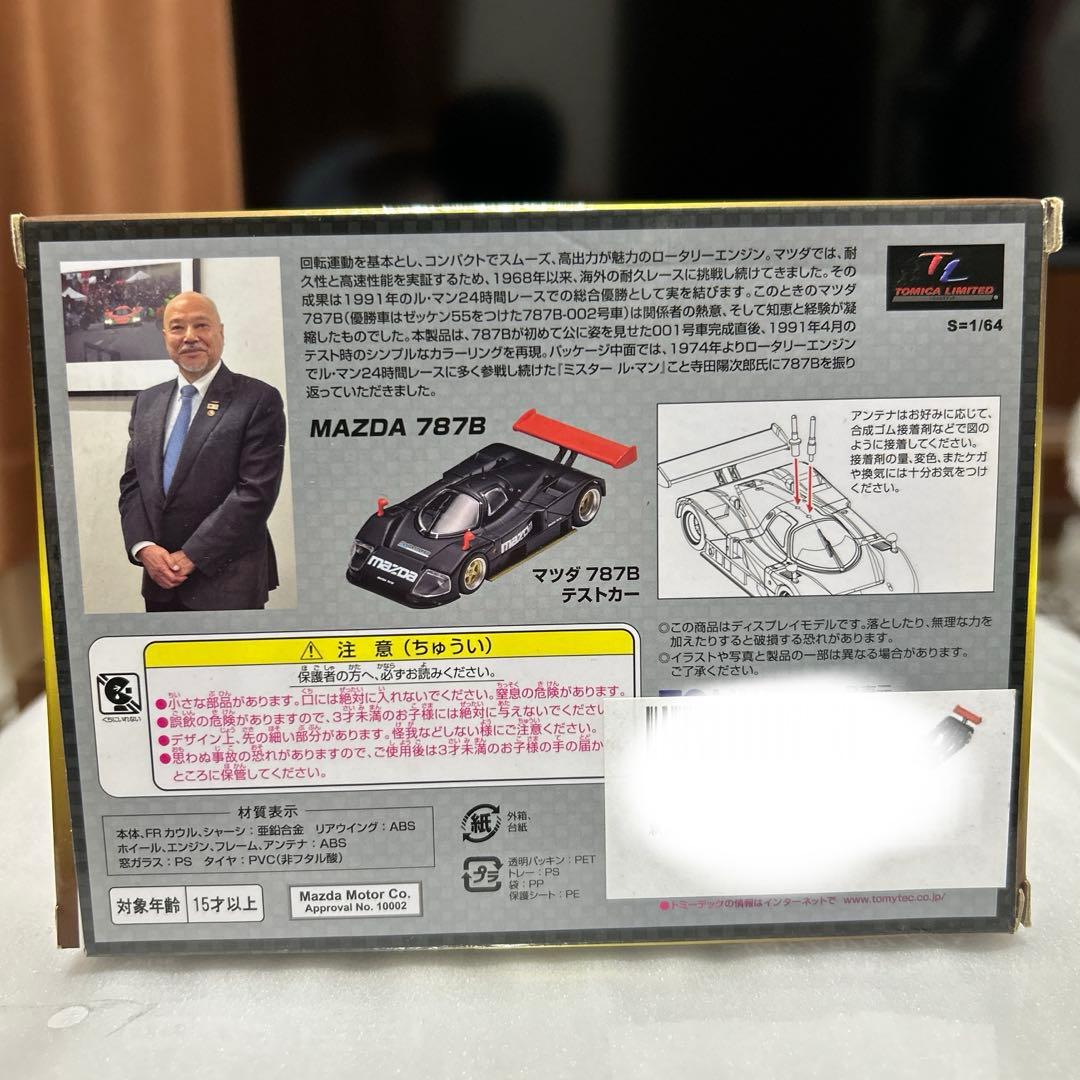 回転運動を基本とし、コンパクトでスムーズ、高出力が魅力のロータリーエンジン。マツダでは、耐
久性と高速性能を実証するため、1968年以来、海外の耐久レースに挑戦し続けてきました。その
成果は1991年のル・マン24時間レースでの総合優勝として実を結びます。このときのマツダ
787B(優勝車はゼッケン55をつけた787B-002号車)は関係者の熱意、そして知恵と経験が凝
縮したものでした。本製品は、787Bが初めて公に姿を見せた001号車完成直後、1991年4月の
テスト時のシンプルなカラーリングを再現。パッケージ中面では、1974年よりロータリーエンジン
でル・マン24時間レースに多く参戦し続けた『ミスター ル・マン』こと寺田陽次郎氏に787Bを振り
返っていただきました。
TL
TOMICA LIMITED
S=1/64
MAZDA 787B
mazda
mazda
マツダ 787B
テストカー
アンテナはお好みに応じて、
合成ゴム接着剤などで図の
ように接着してください。
接着剤の量、変色、またケガ
や換気には十分お気をつけ
ください。
◎この商品はディスプレイモデルです。落としたり、無理な力を
加えたりすると破損する恐れがあります。
◎イラストや写真と製品の一部は異なる場合があります。
ご了承ください。
注 意(ちゅうい)
保護者の方へ、必ずお読みください。
くちにいれない
●小さな部品があります。口には絶対に入れないでください。窒息の危険があります。
●誤飲の危険がありますので、3才未満のお子様には絶対に与えないでください
●デザイン上、先の細い部分があります。怪我などしない様にご注意ください。
●思わぬ事故の恐れがありますので、ご使用後は3才未満のお子様の手の届か
ところに保管してください。
材質表示
本体、FRカウル、シャーシ:亜鉛合金 リアウイング:ABS
ホイール、エンジン、フレーム、アンテナ:ABS
窓ガラス:PS タイヤ:PVC(非フタル酸)
紙
外箱、
台紙
プラ
透明パッキン:PET
トレー:PS
袋:PP
保護シート:PE
対象年齢 15才以上
Mazda Motor Co.
Approval No. 10002
●トミーテックの情報はインターネットで www.tomytec.co.jp/